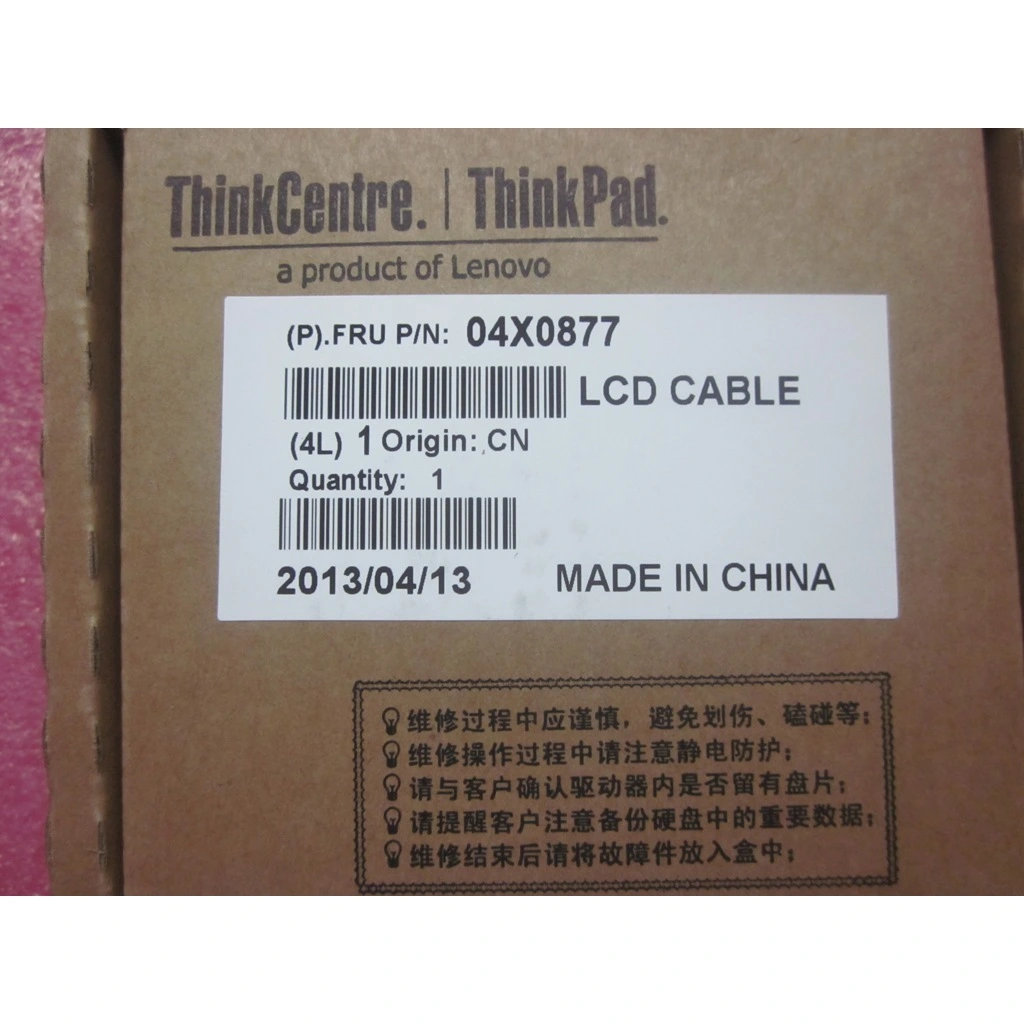 ThinkCentre. | ThinkPad.
a product of Lenovo
(P).FRU P/N: 04X0877
LCD CABLE
(4L) 1 Origin: CN
Quantity: 1
2013/04/13 MADE IN CHINA
维修过程中应谨慎，避免划伤、磕碰等；
维修操作过程中请注意静电防护；
请与客户确认驱动器内是否留有盘片；
请提醒客户注意备份硬盘中的重要数据；
维修结束后请将故障件放入盒中；